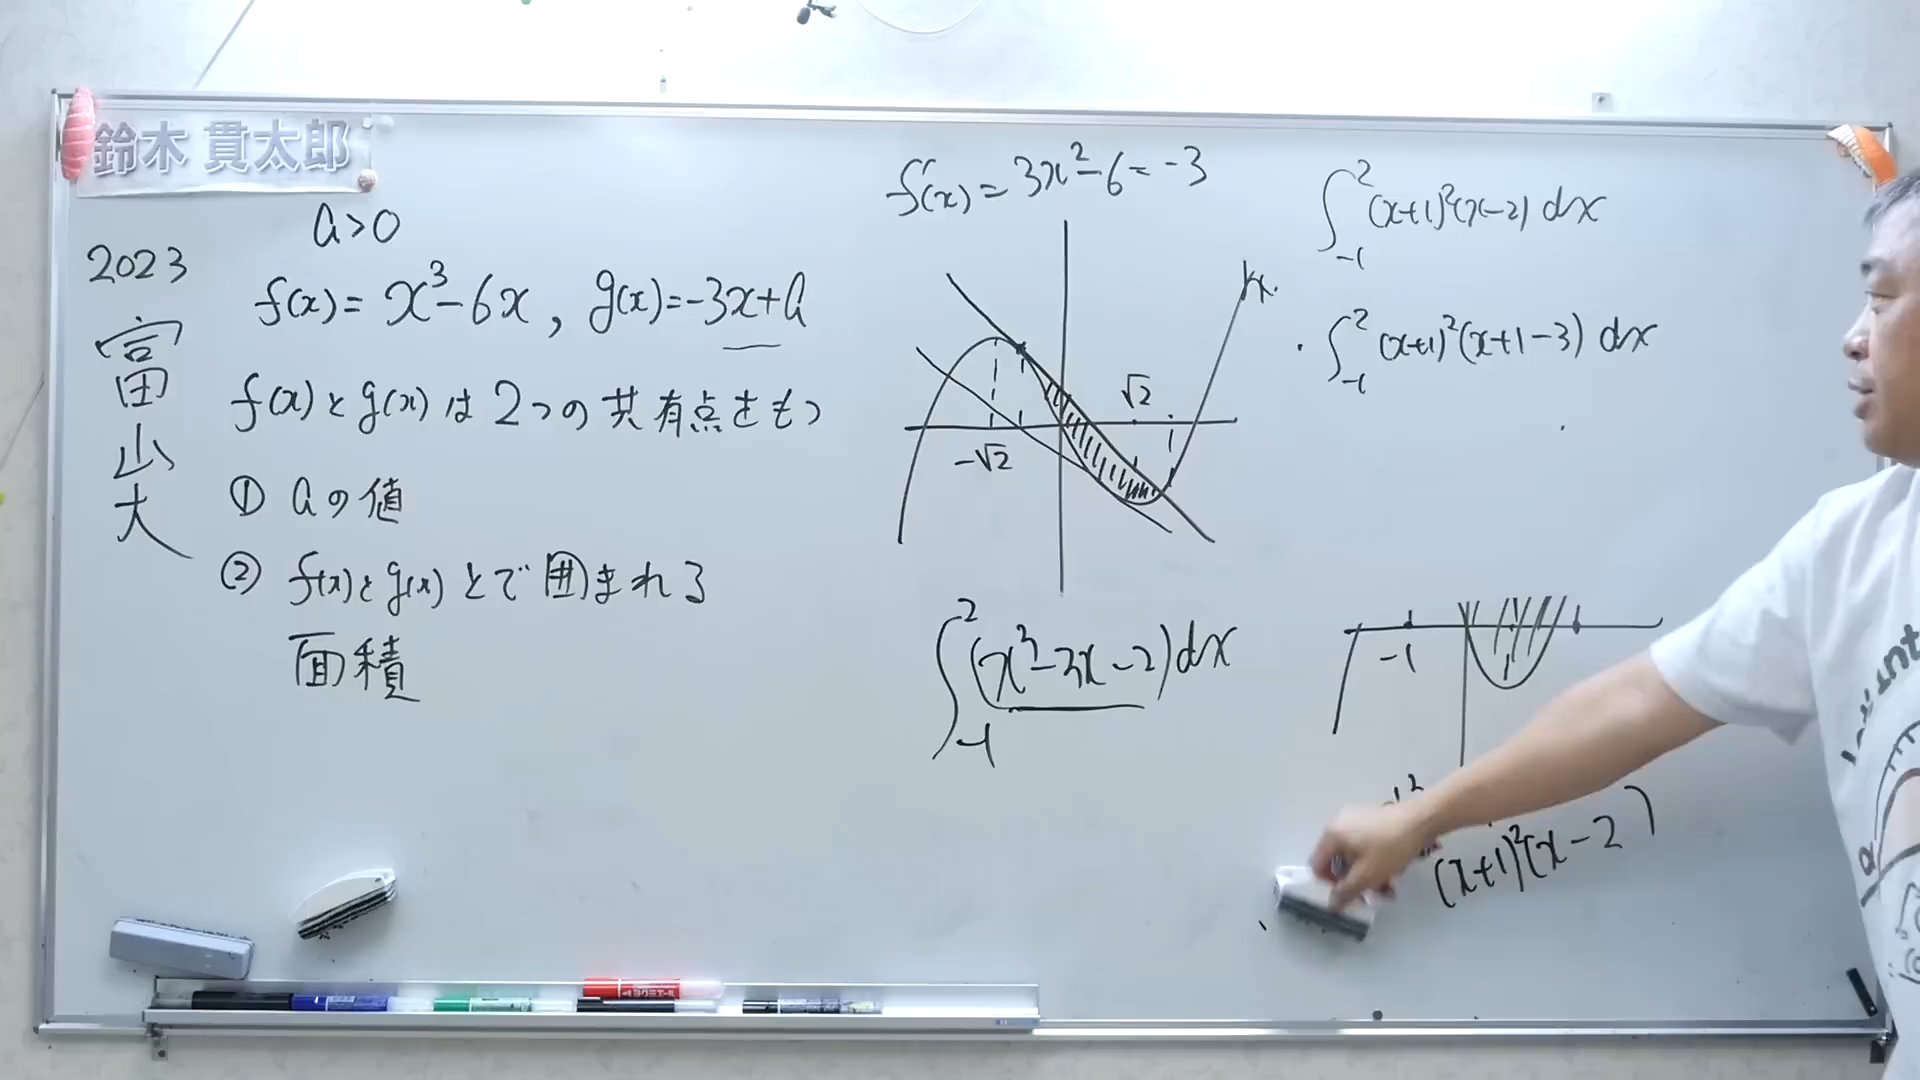 鈴木 貫太郎
2023 富山大
a>0
f(x)= x³-6x , g(x)=-3x+a
f(x)とg(x)は2つの共有点をもつ
① aの値
② f(x)とg(x)とで囲まれる
面積
f'(x)=3x²-6=-3
√2
-√2
∫₋₁² (x³-3x-2)dx
∫₋₁² (x+1)²(x-2) dx
∫₋₁² (x+1)²(x+1-3) dx
-1
(x+1)²(x-2)